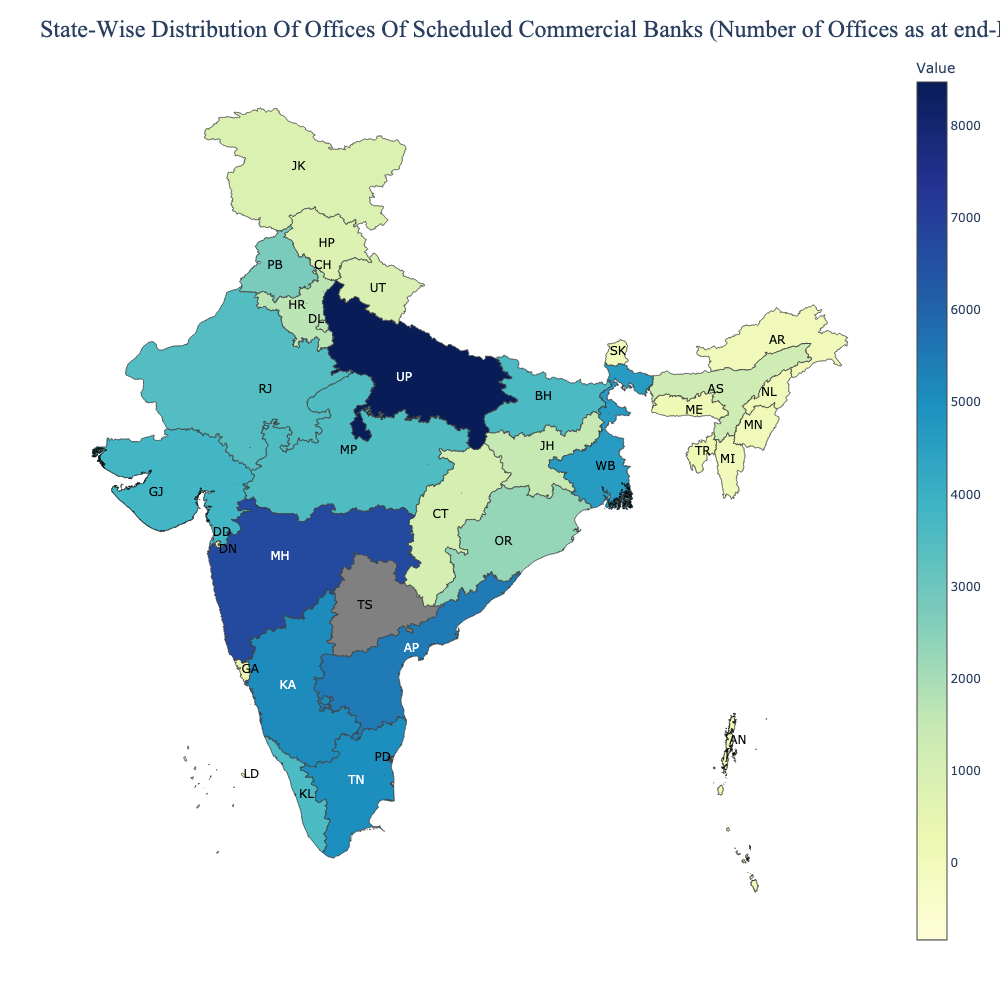 State-Wise Distribution Of Offices Of Scheduled Commercial Banks (Number of Offices as at end-
Value
8000
7000
6000
5000
4000
3000
2000
1000
0
JK
HP
PB
CH
UT
HR
DL
RJ
UP
BH
SK
AR
AS
NL
ME
MN
TR
MI
MP
JH
WB
GJ
CT
OR
DD
DN
MH
TS
AP
GA
KA
PD
TN
LD
KL
AN